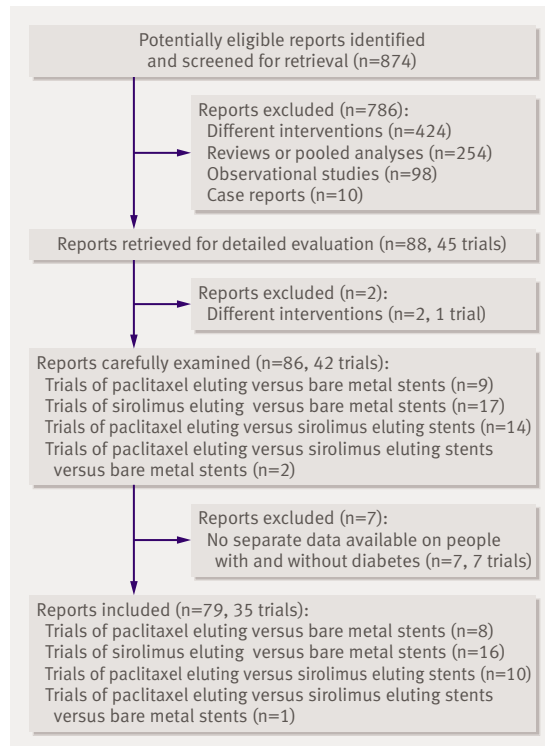 Potentially eligible reports identified
and screened for retrieval (n=874)
Reports excluded (n=786):
Different interventions (n=424)
Reviews or pooled analyses (n=254)
Observational studies (n=98)
Case reports (n=10)
Reports retrieved for detailed evaluation (n=88, 45 trials)
Reports excluded (n=2):
Different interventions (n=2, 1 trial)
Reports carefully examined (n=86, 42 trials):
Trials of paclitaxel eluting versus bare metal stents (n=9)
Trials of sirolimus eluting versus bare metal stents (n=17)
Trials of paclitaxel eluting versus sirolimus eluting stents (n=14)
Trials of paclitaxel eluting versus sirolimus eluting stents
versus bare metal stents (n=2)
Reports excluded (n=7):
No separate data available on people
with and without diabetes (n=7, 7 trials)
Reports included (n=79, 35 trials):
Trials of paclitaxel eluting versus bare metal stents (n=8)
Trials of sirolimus eluting versus bare metal stents (n=16)
Trials of paclitaxel eluting versus sirolimus eluting stents (n=10)
Trials of paclitaxel eluting versus sirolimus eluting stents
versus bare metal stents (n=1)